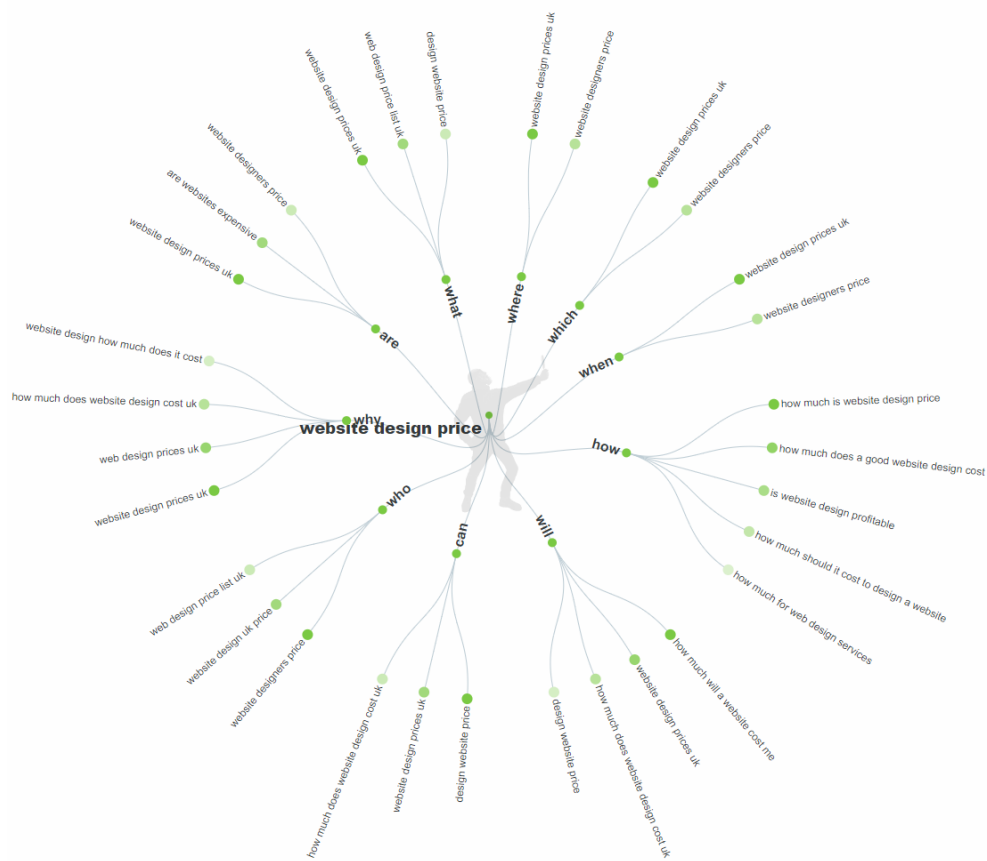 website design price
what
website design prices uk
web design price list uk
design website price
where
website design prices uk
website designers price
which
website design prices uk
website designers price
when
website design prices uk
website designers price
how
how much is website design price
how much does a good website design cost
is website design profitable
how much should it cost to design a website
how much for web design services
will
how much will a website cost me
website design prices uk
how much does website design cost uk
design website price
can
design website price
website design prices uk
how much does website design cost uk
who
website designers price
website design uk price
web design price list uk
why
website design prices uk
web design prices uk
how much does website design cost uk
website design how much does it cost
are
website design prices uk
are websites expensive
website designers price